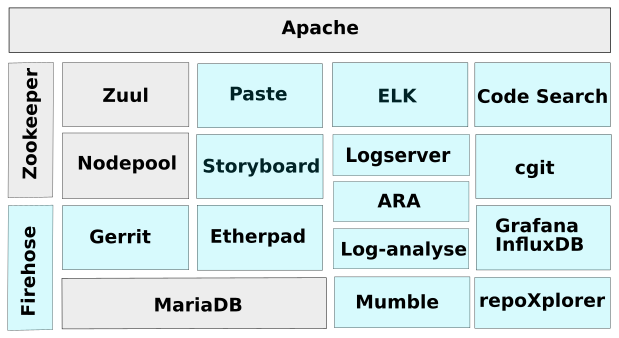 Apache
Zookeeper
Zuul
Paste
ELK
Code Search
Nodepool
Storyboard
Logserver
cgit
ARA
Firehose
Gerrit
Etherpad
Log-analyse
Grafana
InfluxDB
MariaDB
Mumble
repoXplorer